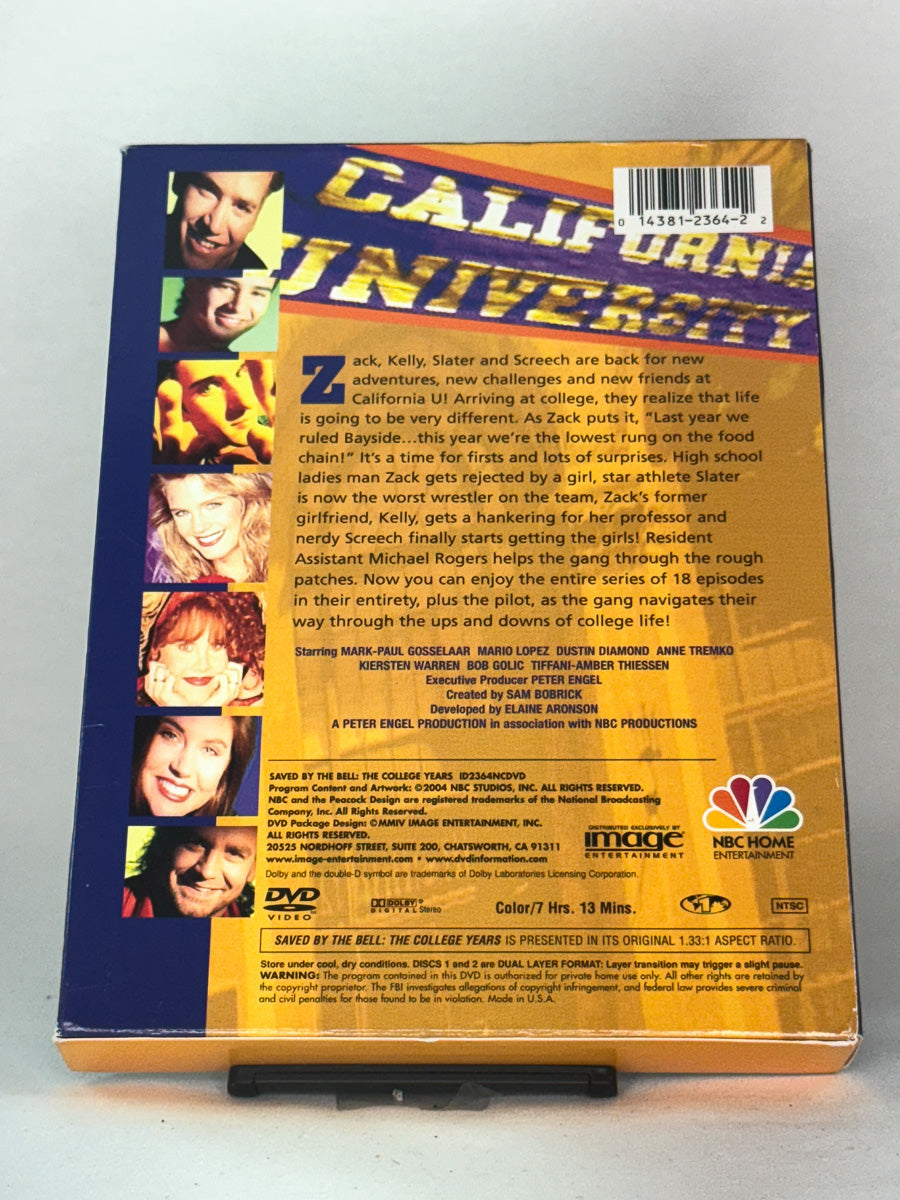 CALIFORNIA
UNIVERSITY
0 14381-2364-2 2
Zack, Kelly, Slater and Screech are back for new
adventures, new challenges and new friends at
California U! Arriving at college, they realize that life
is going to be very different. As Zack puts it, “Last year we
ruled Bayside...this year we’re the lowest rung on the food
chain!” It’s a time for firsts and lots of surprises. High school
ladies man Zack gets rejected by a girl, star athlete Slater
is now the worst wrestler on the team, Zack’s former
girlfriend, Kelly, gets a hankering for her professor and
nerdy Screech finally starts getting the girls! Resident
Assistant Michael Rogers helps the gang through the rough
patches. Now you can enjoy the entire series of 18 episodes
in their entirety, plus the pilot, as the gang navigates their
way through the ups and downs of college life!
Starring MARK-PAUL GOSSELAAR MARIO LOPEZ DUSTIN DIAMOND ANNE TREMKO
KIERSTEN WARREN BOB GOLIC TIFFANI-AMBER THIESSEN
Executive Producer PETER ENGEL
Created by SAM BOBRICK
Developed by ELAINE ARONSON
A PETER ENGEL PRODUCTION in association with NBC PRODUCTIONS
SAVED BY THE BELL: THE COLLEGE YEARS ID2364NCDVD
Program Content and Artwork: ©2004 NBC STUDIOS, INC. ALL RIGHTS RESERVED.
NBC and the Peacock Design are registered trademarks of the National Broadcasting
Company, Inc. All Rights Reserved.
DVD Package Design: ©MMIV IMAGE ENTERTAINMENT, INC.
ALL RIGHTS RESERVED.
20525 NORDHOFF STREET, SUITE 200, CHATSWORTH, CA 91311
www.image-entertainment.com • www.dvdinformation.com
Dolby and the double-D symbol are trademarks of Dolby Laboratories Licensing Corporation.
DISTRIBUTED EXCLUSIVELY BY
image
ENTERTAINMENT
NBC HOME
ENTERTAINMENT
DVD
VIDEO
DOLBY
DIGITAL Stereo
Color/7 Hrs. 13 Mins.
1
NTSC
SAVED BY THE BELL: THE COLLEGE YEARS IS PRESENTED IN ITS ORIGINAL 1.33:1 ASPECT RATIO.
Store under cool, dry conditions. DISCS 1 and 2 are DUAL LAYER FORMAT: Layer transition may trigger a slight pause.
WARNING: The program contained in this DVD is authorized for private home use only. All other rights are retained by
the copyright proprietor. The FBI investigates allegations of copyright infringement, and federal law provides severe criminal
and civil penalties for those found to be in violation. Made in U.S.A.